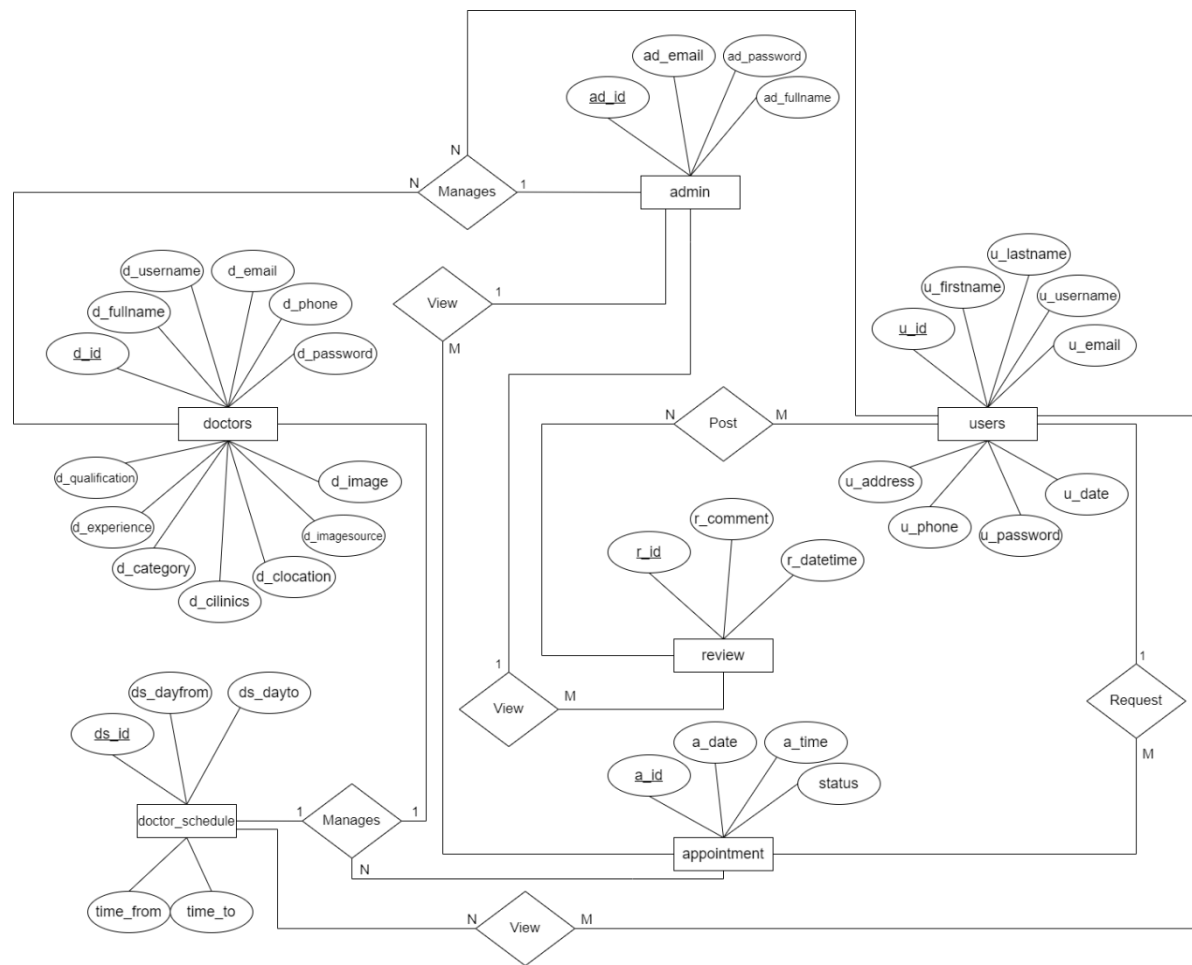 ad_email
ad_password
ad_id
ad_fullname
N
N
Manages
1
admin
d_username
d_email
d_fullname
d_phone
d_id
d_password
View
1
M
u_lastname
u_firstname
u_username
u_id
u_email
doctors
N
Post
M
users
d_qualification
d_image
d_experience
d_imagesource
d_category
d_clocation
d_cilinics
u_address
u_date
u_phone
u_password
r_comment
r_id
r_datetime
review
1
View
M
1
Request
M
ds_dayfrom
ds_dayto
ds_id
a_date
a_time
a_id
status
doctor_schedule
1
Manages
1
N
appointment
time_from
time_to
N
View
M